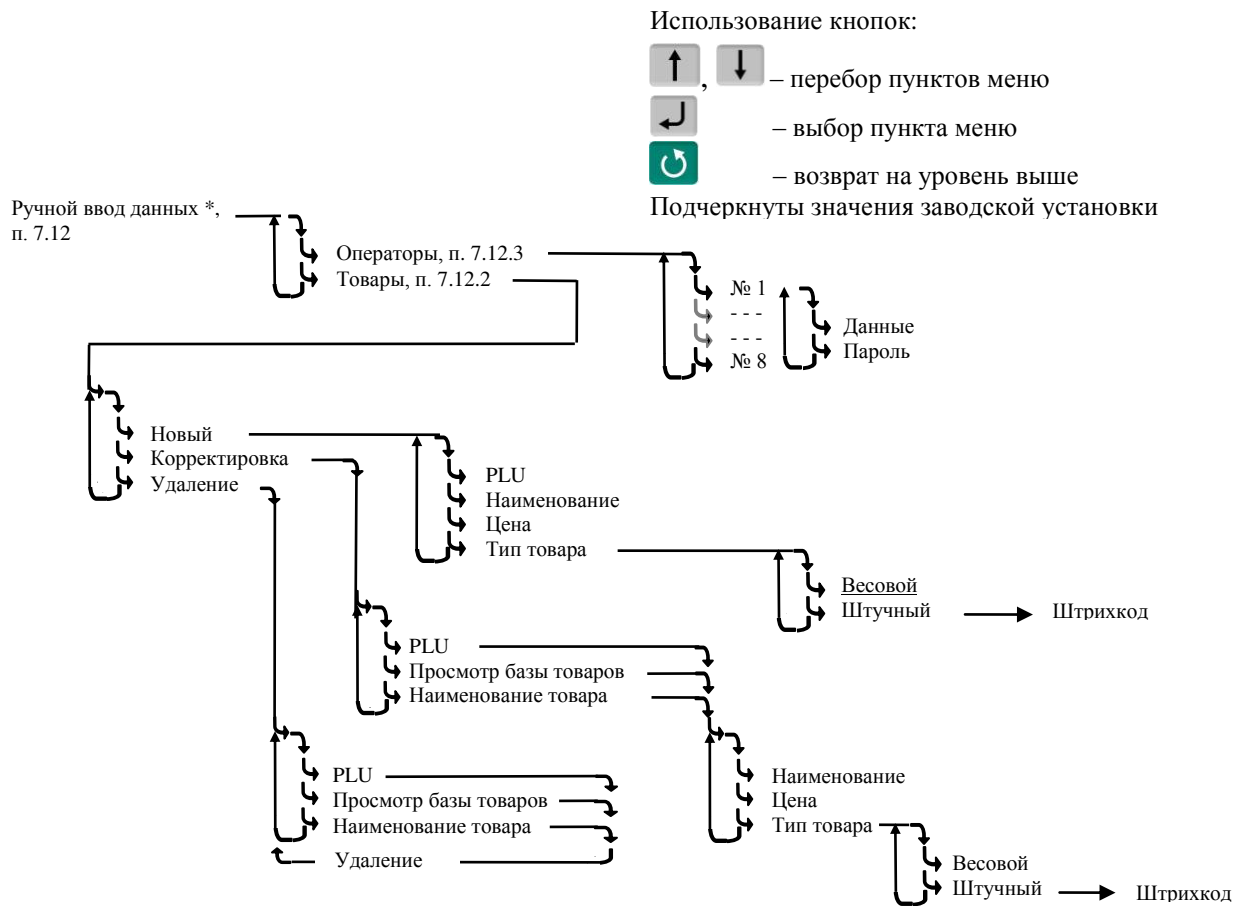 Использование кнопок:
, – перебор пунктов меню
– выбор пункта меню
– возврат на уровень выше
Подчеркнуты значения заводской установки
Ручной ввод данных *,
п. 7.12
Операторы, п. 7.12.3
Товары, п. 7.12.2
№ 1
- - -
- - -
№ 8
Данные
Пароль
Новый
Корректировка
Удаление
PLU
Наименование
Цена
Тип товара
Весовой
Штучный
Штрихкод
PLU
Просмотр базы товаров
Наименование товара
PLU
Просмотр базы товаров
Наименование товара
Удаление
Наименование
Цена
Тип товара
Весовой
Штучный
Штрихкод